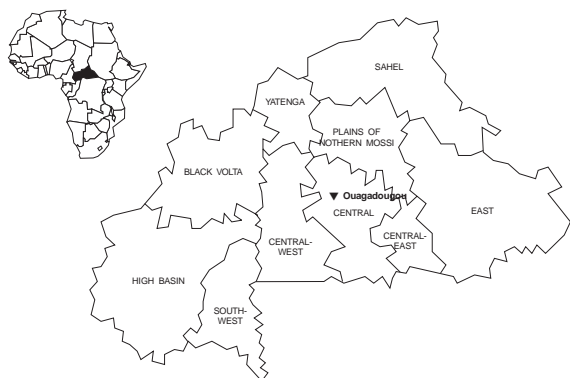 SAHEL
YATENGA
PLAINS OF
NORTHERN MOSSI
BLACK VOLTA
Ouagadougou
CENTRAL
EAST
CENTRAL-
WEST
CENTRAL-
EAST
HIGH BASIN
SOUTH-
WEST